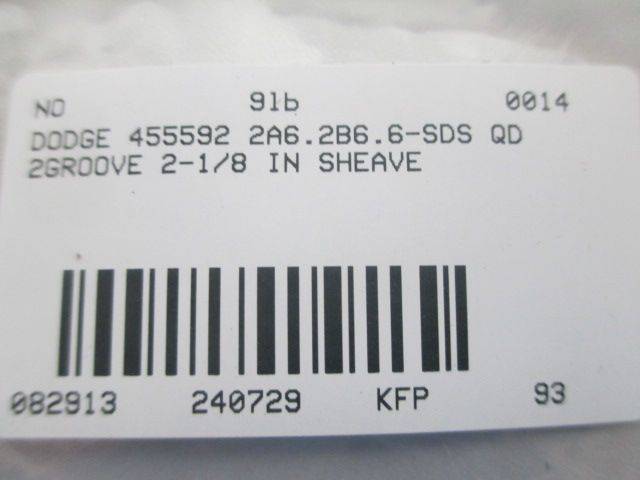 NO 91b 0014
DODGE 455592 2A6.2B6.6-SDS QD
2GROOVE 2-1/8 IN SHEAVE
082913 240729 KFP 93